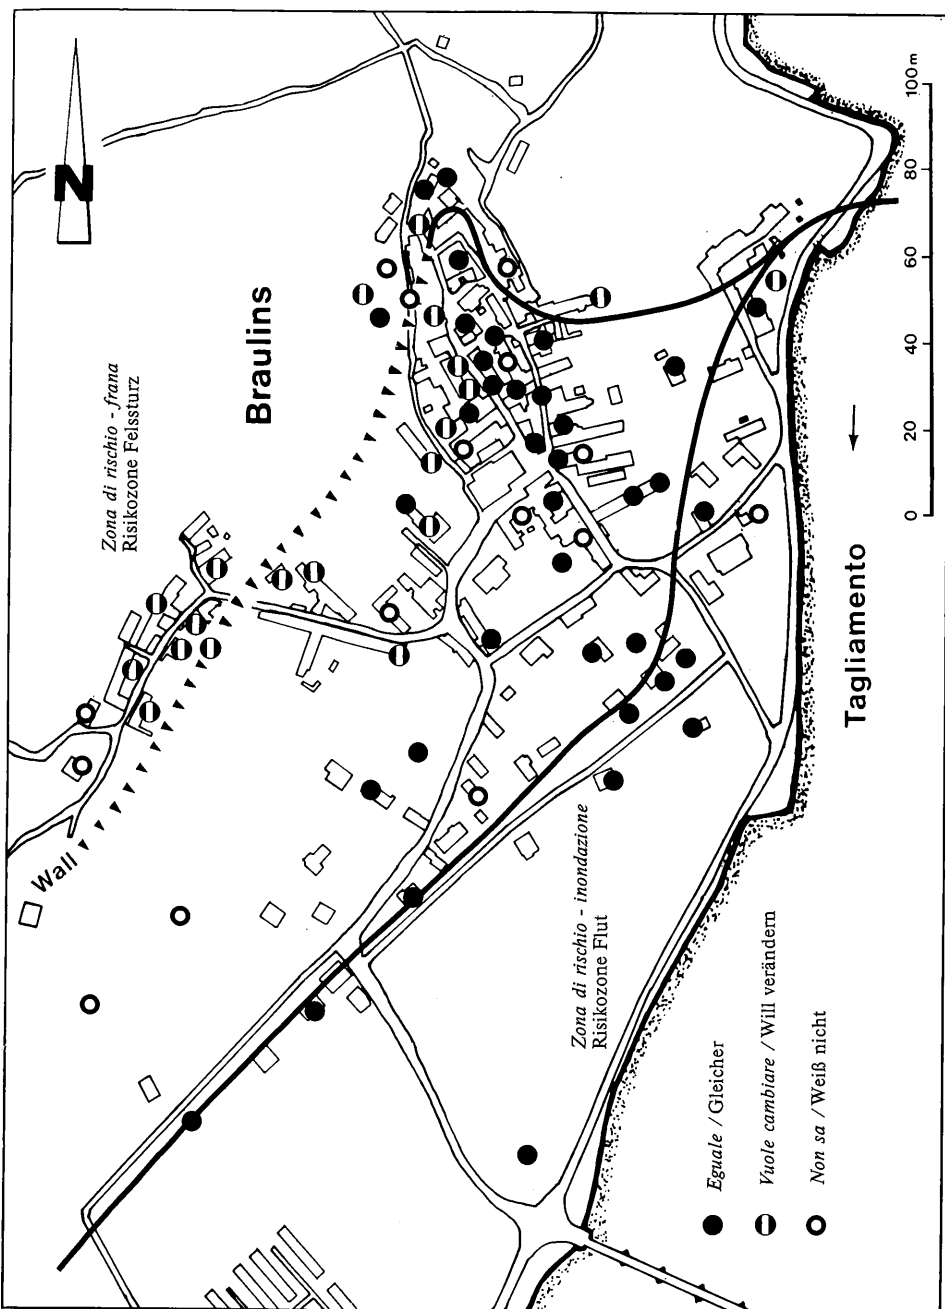 N
Braulins
Zona di rischio - frana
Risikozone Felssturz
Wall
Zona di rischio - inondazione
Risikozone Flut
Tagliamento
0 20 40 60 80 100 m
Eguale / Gleicher
Vuole cambiare / Will verändern
Non sa / Weiß nicht